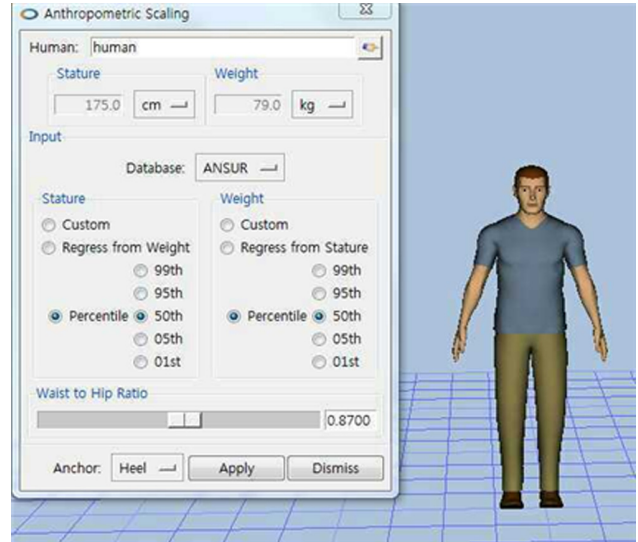 Anthropometric Scaling
Human: human
Stature
Weight
175.0 cm
79.0 kg
Input
Database: ANSUR
Stature
Weight
Custom
Custom
Regress from Weight
Regress from Stature
99th
99th
95th
95th
Percentile 50th
Percentile 50th
05th
05th
01st
01st
Waist to Hip Ratio
0.8700
Anchor: Heel Apply Dismiss